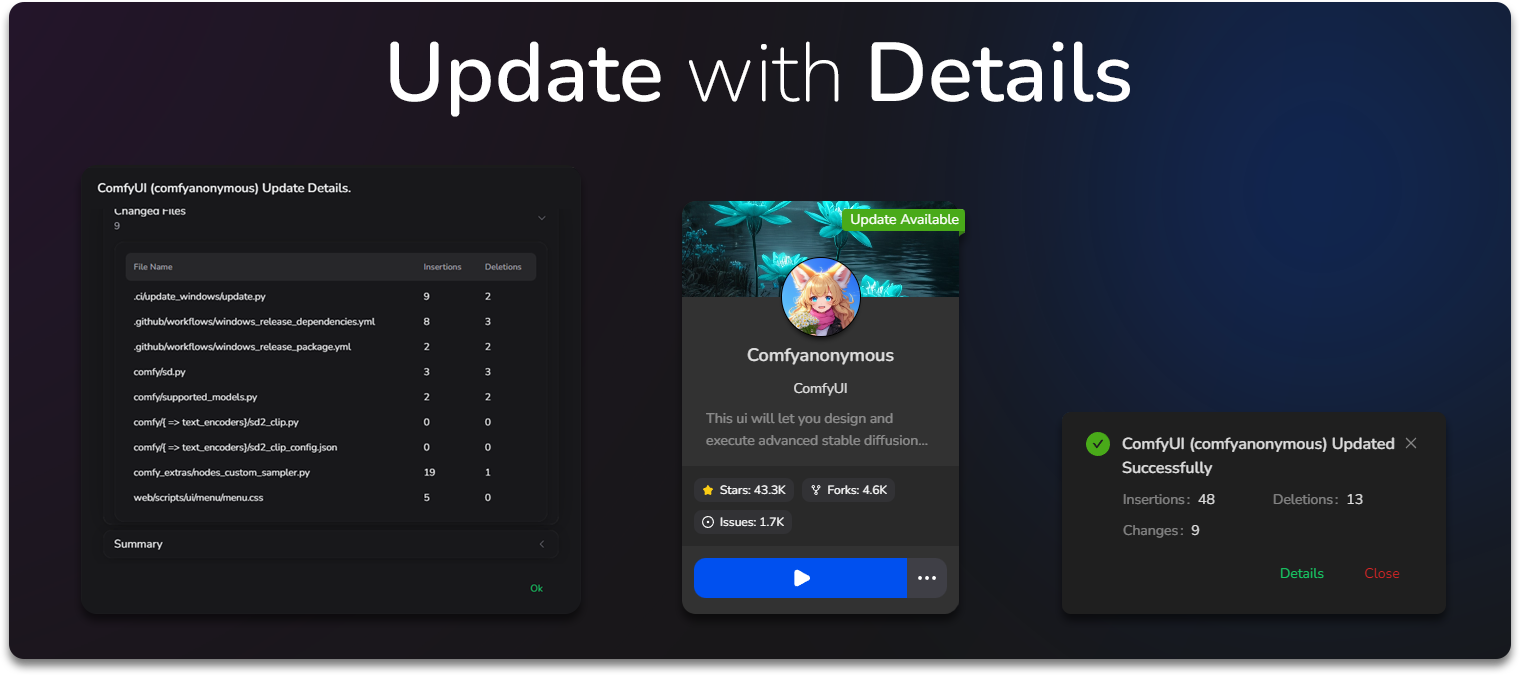 Update with Details
ComfyUI (comfyanonymous) Update Details.
Changed Files
9
File Name Insertions Deletions
.ci/update_windows/update.py 9 2
.github/workflows/windows_release_dependencies.yml 8 3
.github/workflows/windows_release_package.yml 2 2
comfy/sd.py 3 3
comfy/supported_models.py 2 2
comfy/{ => text_encoders}/sd2_clip.py 0 0
comfy/{ => text_encoders}/sd2_clip_config.json 0 0
comfy_extras/nodes_custom_sampler.py 19 1
web/scripts/ui/menu/menu.css 5 0
Summary
Ok
Update Available
Comfyanonymous
ComfyUI
This ui will let you design and
execute advanced stable diffusion...
Stars: 43.3K Forks: 4.6K
Issues: 1.7K
ComfyUI (comfyanonymous) Updated
Successfully
Insertions: 48 Deletions: 13
Changes: 9
Details Close